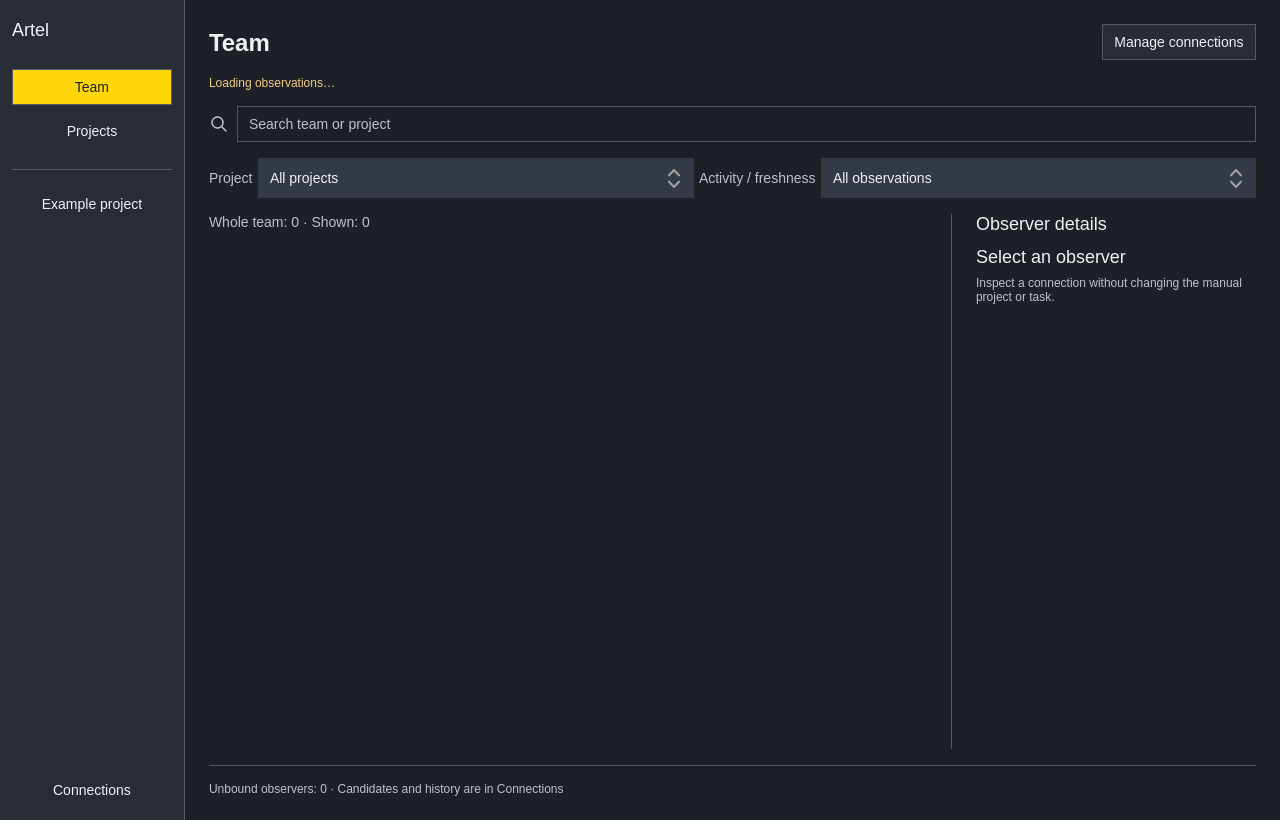 Artel
Team
Projects
Example project
Connections
Team
Manage connections
Loading observations…
Search team or project
Project
All projects
Activity / freshness
All observations
Whole team: 0 · Shown: 0
Observer details
Select an observer
Inspect a connection without changing the manual
project or task.
Unbound observers: 0 · Candidates and history are in Connections